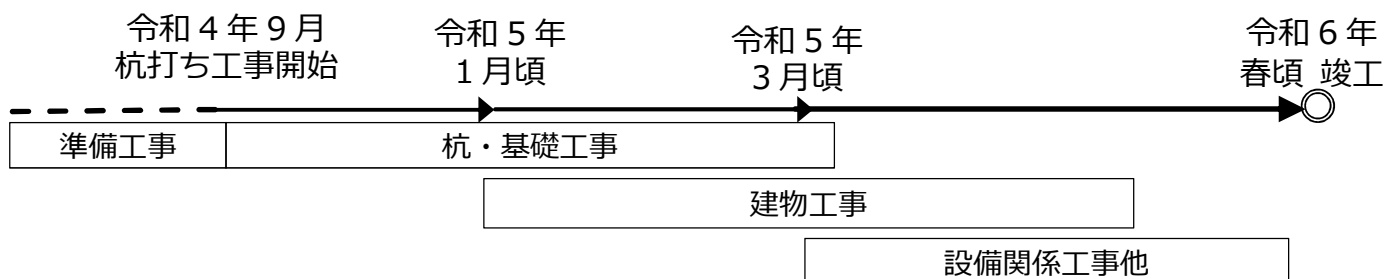 令和４年９月
杭打ち工事開始
令和５年
１月頃
令和５年
３月頃
令和６年
春頃 竣工
準備工事
杭・基礎工事
建物工事
設備関係工事他